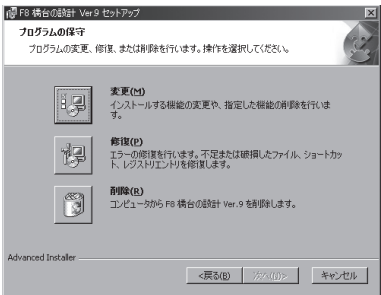 F8 橋台の設計 Ver.9 セットアップ
プログラムの保守
プログラムの変更、修復、または削除を行います。操作を選択してください。
変更(M)
インストールする機能の変更や、指定した機能の削除を行いま
す。
修復(P)
エラーの修復を行います。不足または破損したファイル、ショートカッ
ト、レジストリエントリを修復します。
削除(R)
コンピュータから F8 橋台の設計 Ver.9 を削除します。
Advanced Installer
<戻る(B)
次へ(N)>
キャンセル